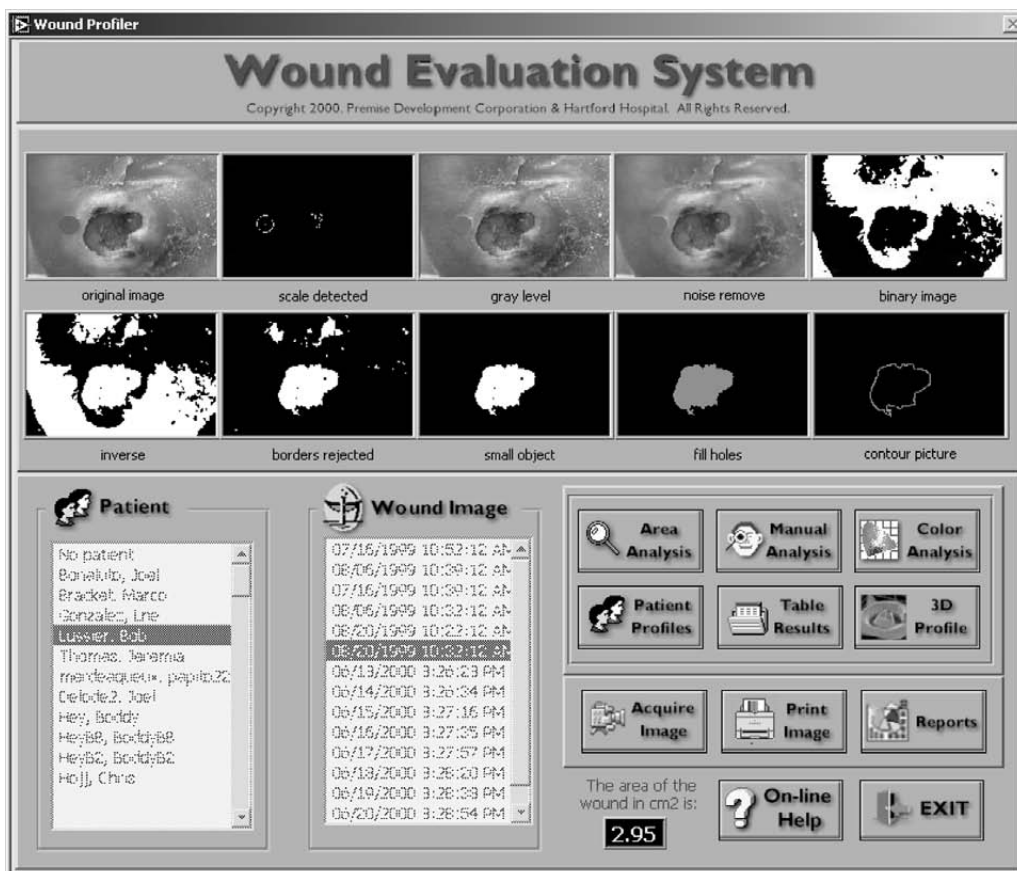 Wound Profiler
Wound Evaluation System
Copyright 2000. Premise Development Corporation & Hartford Hospital. All Rights Reserved.
original image
scale detected
gray level
noise remove
binary image
inverse
borders rejected
small object
fill holes
contour picture
Patient
No patient
Joel
Bracket, Marco
Gonzalez,
Lussier, Bob
Thomas, Jeremia
Joel
Hey, Boddy
HeyB8, BoddyB8
HeyB2, BoddyB2
Chris
Wound Image
07/16/1999 10:52:12 AM
08/06/1999 10:39:12 AM
07/16/1999 10:39:12 AM
08/06/1999 10:32:12 AM
08/20/1999 10:22:12 AM
08/20/1999 10:32:12 AM
06/13/2000 3:26:23 PM
06/14/2000 3:26:34 PM
06/15/2000 3:27:16 PM
06/16/2000 3:27:35 PM
06/17/2000 3:27:57 PM
06/18/2000 3:28:20 PM
06/19/2000 3:28:39 PM
06/20/2000 3:28:54 PM
Area
Analysis
Manual
Analysis
Color
Analysis
Patient
Profiles
Table
Results
3D
Profile
Acquire
Image
Print
Image
Reports
The area of the
wound in cm2 is:
2.95
On-line
Help
EXIT